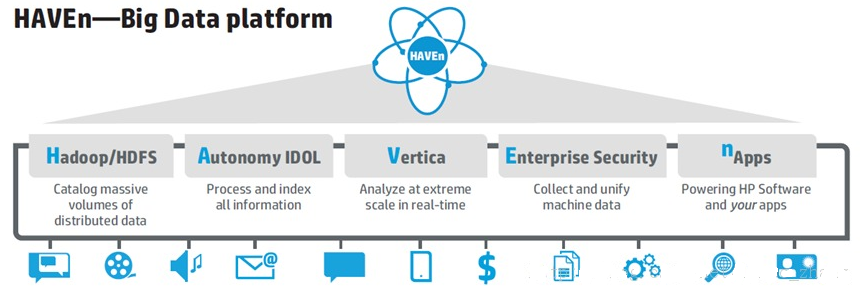 HAVEn—Big Data platform
HAVEn
Hadoop/HDFS
Catalog massive
volumes of
distributed data
Autonomy IDOL
Process and index
all information
Vertica
Analyze at extreme
scale in real-time
Enterprise Security
Collect and unify
machine data
nApps
Powering HP Software
and your apps
@
$